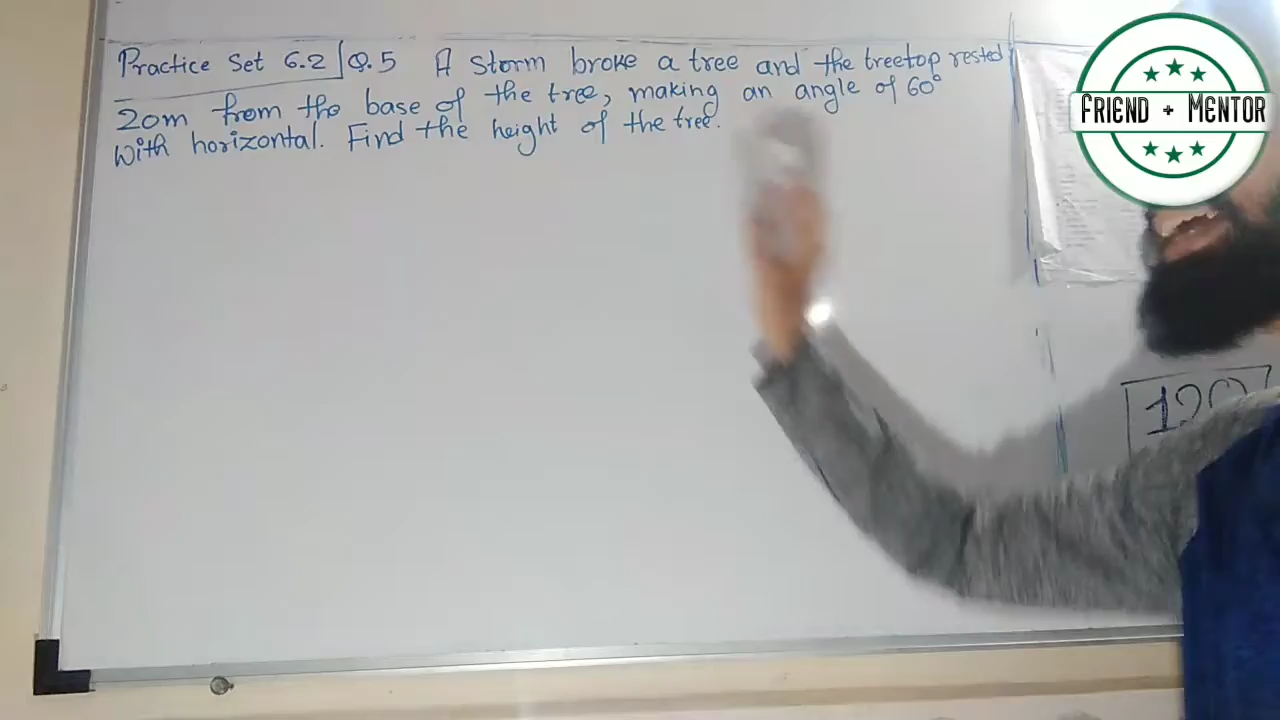 Practice Set 6.2 | Q.5 A storm broke a tree and the treetop rested
20m from the base of the tree, making an angle of 60°
with horizontal. Find the height of the tree.
FRIEND + MENTOR